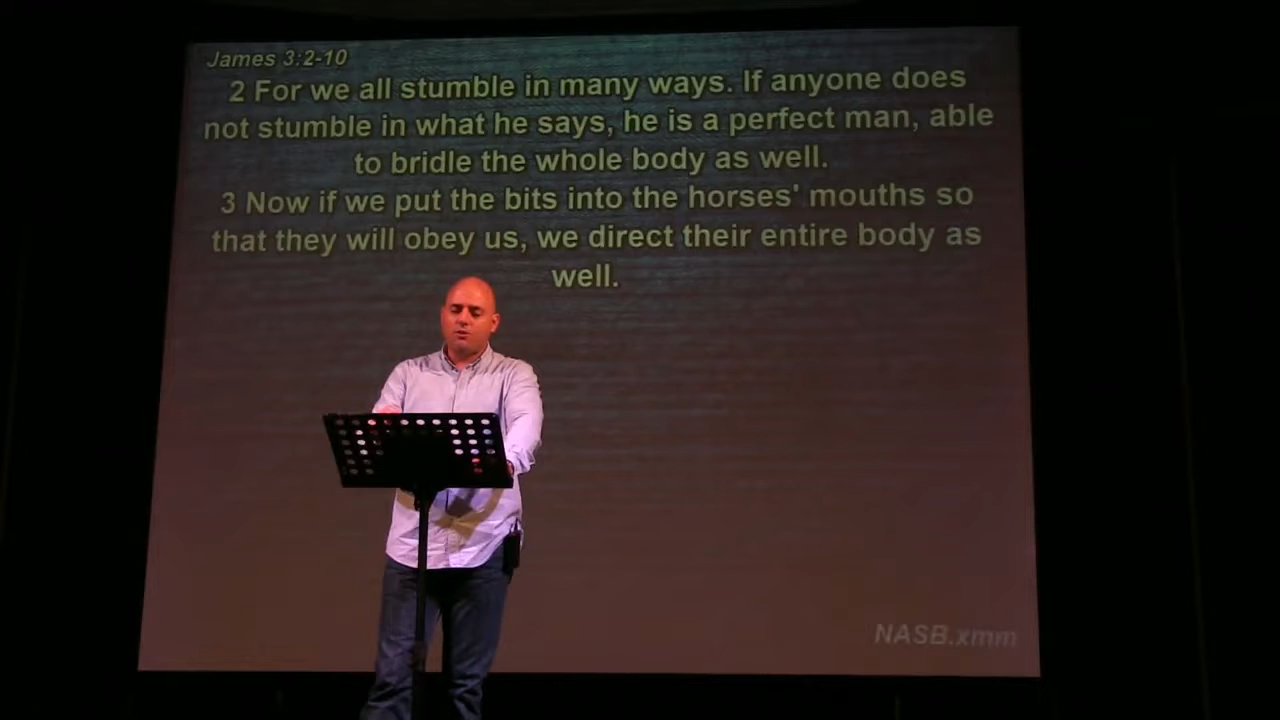 James 3:2-10
2 For we all stumble in many ways. If anyone does
not stumble in what he says, he is a perfect man, able
to bridle the whole body as well.
3 Now if we put the bits into the horses' mouths so
that they will obey us, we direct their entire body as
well.
NASB.xmm